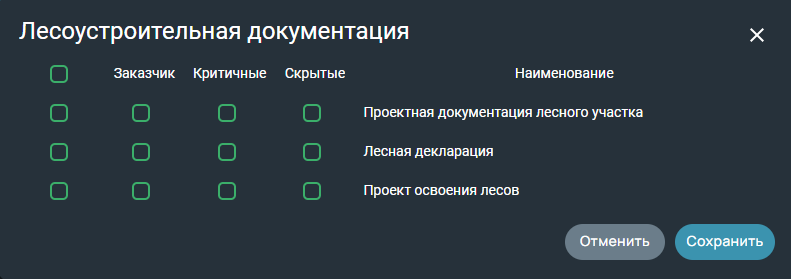 Лесоустроительная документация
Заказчик Критичные Скрытые Наименование
Проектная документация лесного участка
Лесная декларация
Проект освоения лесов
Отменить Сохранить